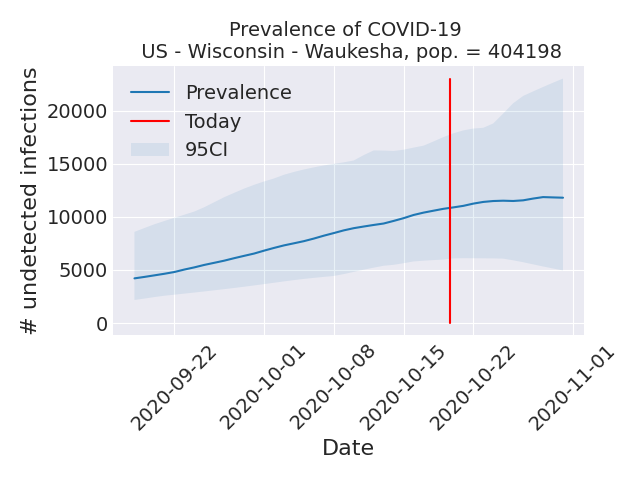 Prevalence of COVID-19
US - Wisconsin - Waukesha, pop. = 404198
# undetected infections
20000
15000
10000
5000
0
Prevalence
Today
95CI
2020-09-22
2020-10-01
2020-10-08
2020-10-15
2020-10-22
2020-11-01
Date